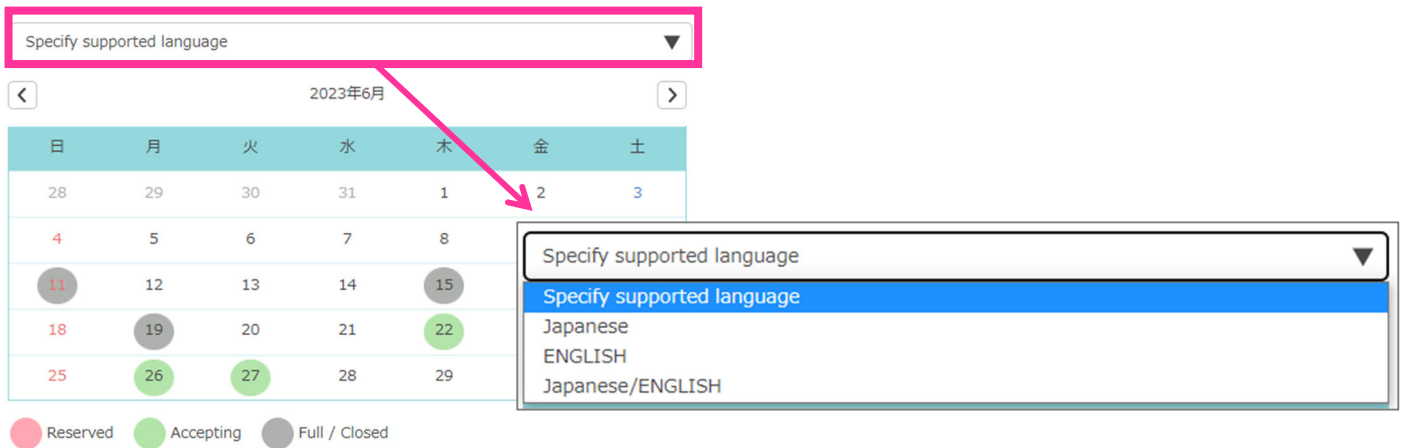 Specify supported language ▼
< 2023年6月 >
日 月 火 水 木 金 土
28 29 30 31 1 2 3
4 5 6 7 8
11 12 13 14 15
18 19 20 21 22
25 26 27 28 29
Reserved Accepting Full / Closed
Specify supported language ▼
Specify supported language
Japanese
ENGLISH
Japanese/ENGLISH